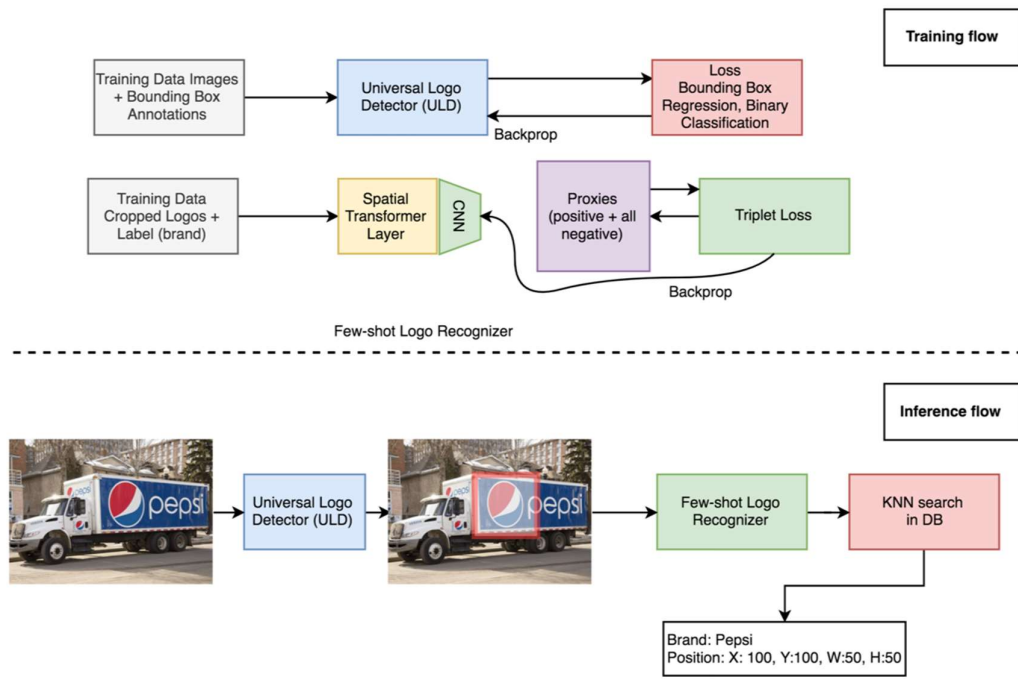 Training flow
Training Data Images
+ Bounding Box
Annotations
Universal Logo
Detector (ULD)
Loss
Bounding Box
Regression, Binary
Classification
Backprop
Training Data
Cropped Logos +
Label (brand)
Spatial
Transformer
Layer
CNN
Proxies
(positive + all
negative)
Triplet Loss
Backprop
Few-shot Logo Recognizer
Inference flow
pepsi
pepsi
Universal Logo
Detector (ULD)
pepsi
pepsi
Few-shot Logo
Recognizer
KNN search
in DB
Brand: Pepsi
Position: X: 100, Y:100, W:50, H:50